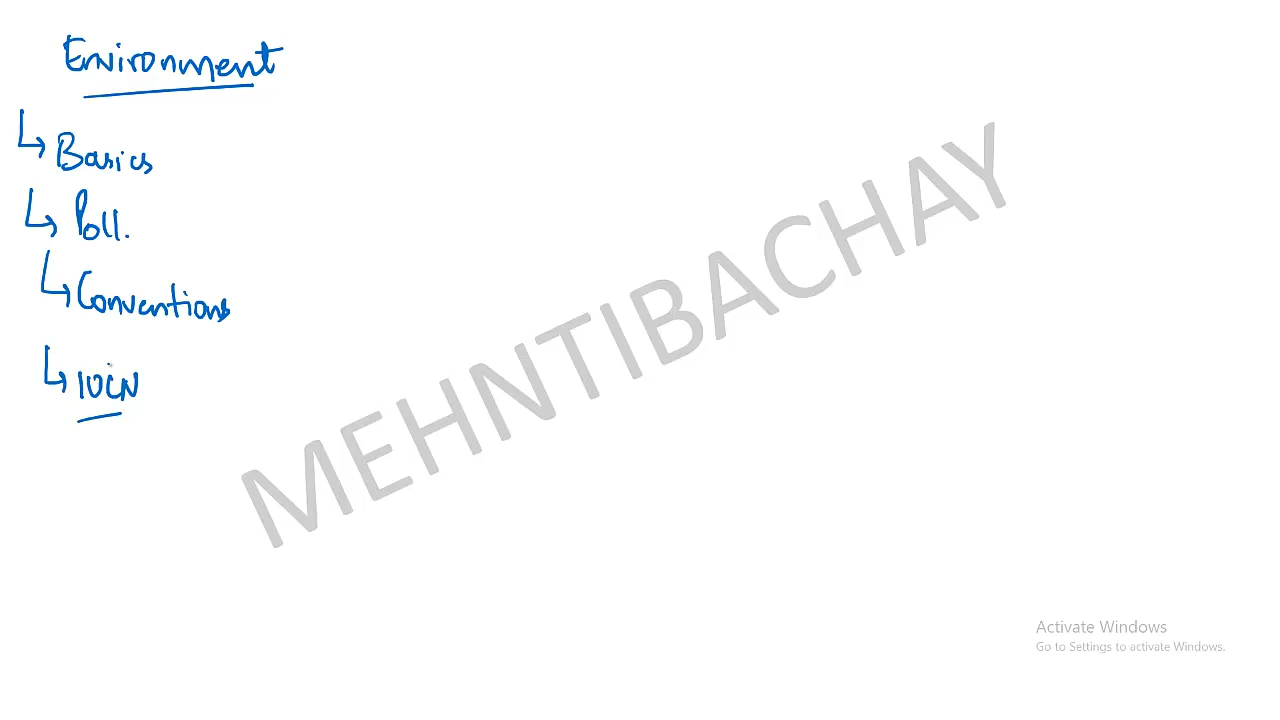 Environment
↳ Basics
↳ Poll.
↳ Conventions
↳ IUCN
MEHNTIBACHAY
Activate Windows
Go to Settings to activate Windows.